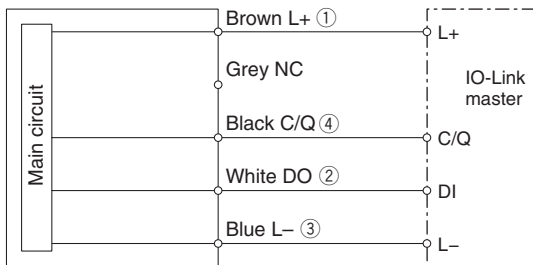 Brown L+ ①
L+
Grey NC
IO-Link
master
Main circuit
Black C/Q ④
C/Q
White DO ②
DI
Blue L– ③
L–